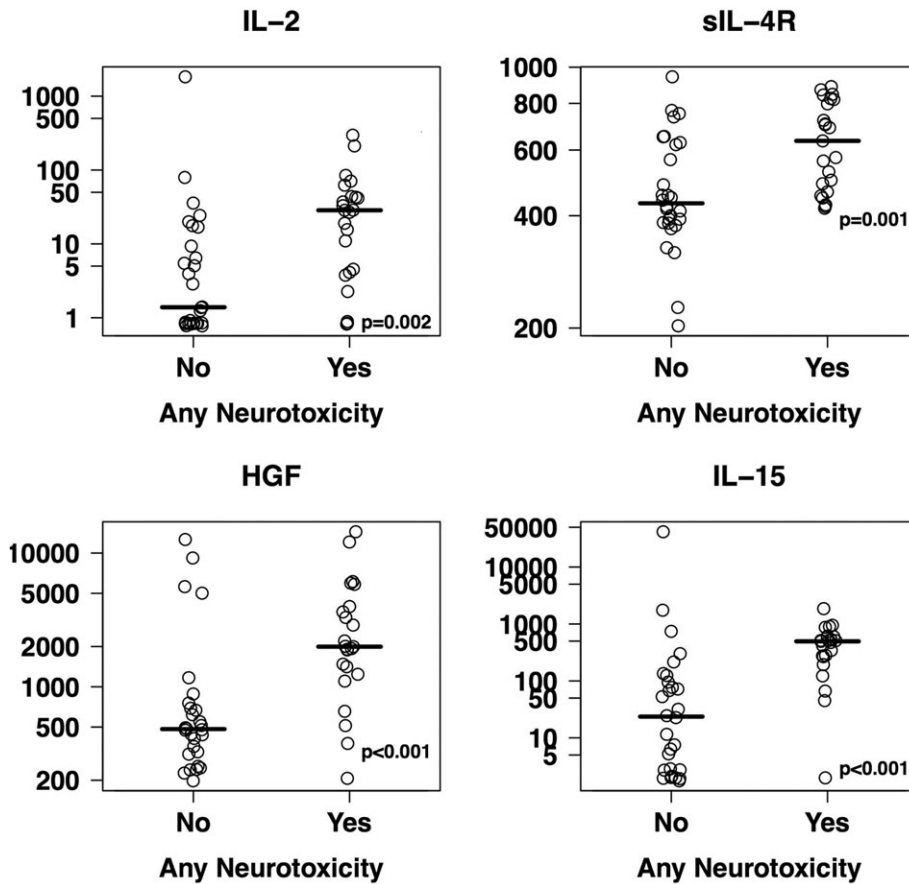 IL−2
1000
500
100
50
10
5
1
p=0.002
No Yes
Any Neurotoxicity
sIL−4R
1000
800
600
400
200
p=0.001
No Yes
Any Neurotoxicity
HGF
10000
5000
2000
1000
500
200
p<0.001
No Yes
Any Neurotoxicity
IL−15
50000
10000
5000
1000
500
100
50
10
5
p<0.001
No Yes
Any Neurotoxicity